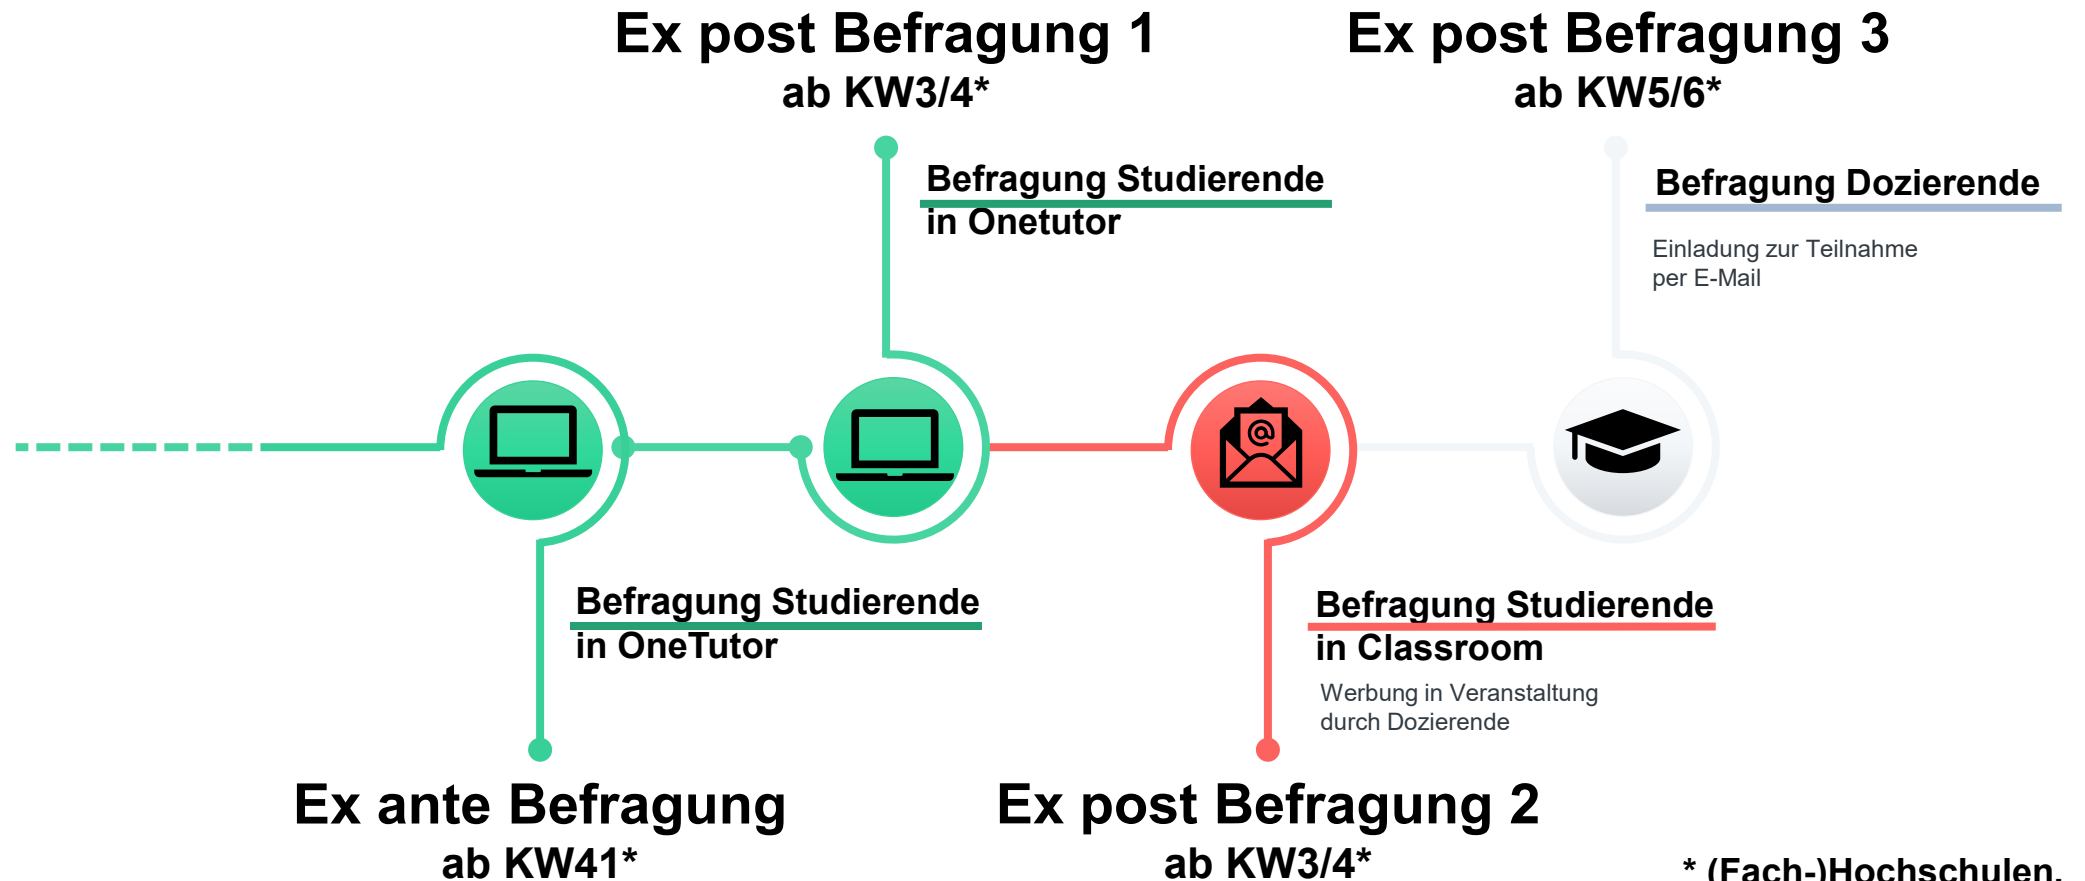 Ex post Befragung 1
ab KW3/4*
Ex post Befragung 3
ab KW5/6*
Befragung Studierende
in Onetutor
Befragung Dozierende
Einladung zur Teilnahme
per E-Mail
@
Befragung Studierende
in OneTutor
Befragung Studierende
in Classroom
Werbung in Veranstaltung
durch Dozierende
Ex ante Befragung
ab KW41*
Ex post Befragung 2
ab KW3/4*
* (Fach-)Hochschulen.